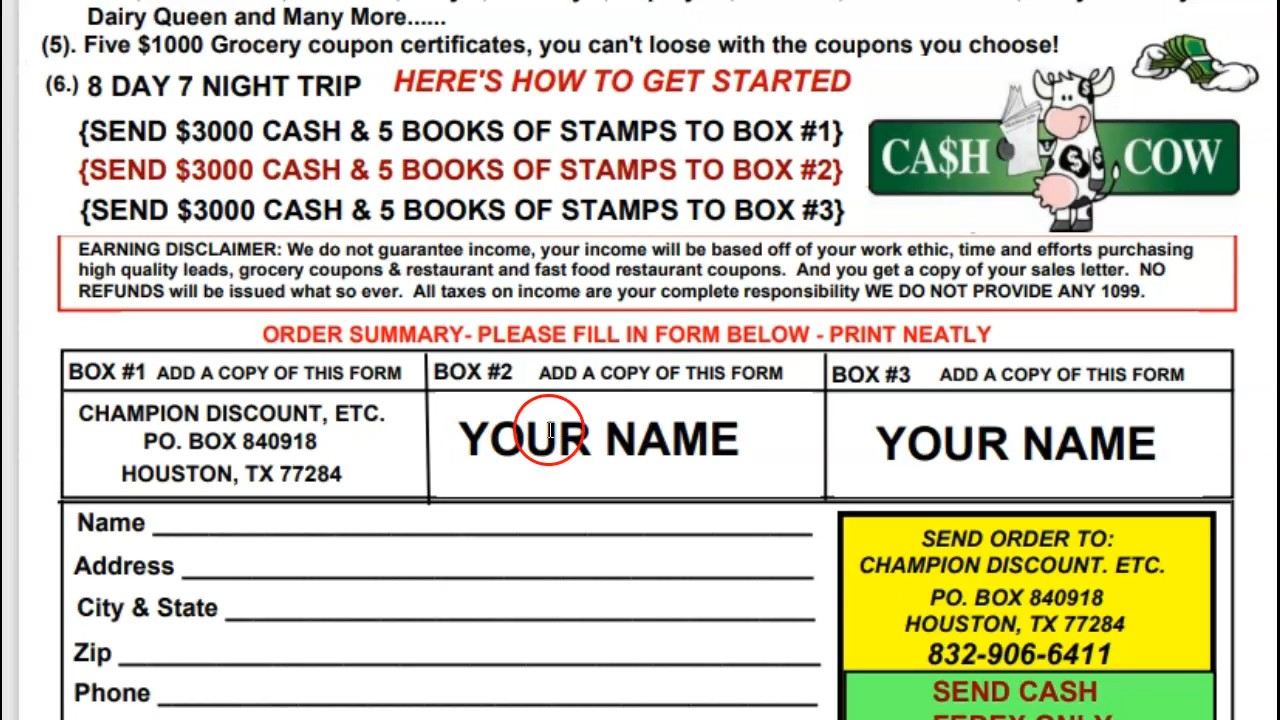 Dairy Queen and Many More......
(5). Five $1000 Grocery coupon certificates, you can't loose with the coupons you choose!
(6.) 8 DAY 7 NIGHT TRIP HERE'S HOW TO GET STARTED
{SEND $3000 CASH & 5 BOOKS OF STAMPS TO BOX #1}
{SEND $3000 CASH & 5 BOOKS OF STAMPS TO BOX #2}
{SEND $3000 CASH & 5 BOOKS OF STAMPS TO BOX #3}
CA$H COW
EARNING DISCLAIMER: We do not guarantee income, your income will be based off of your work ethic, time and efforts purchasing
high quality leads, grocery coupons & restaurant and fast food restaurant coupons. And you get a copy of your sales letter. NO
REFUNDS will be issued what so ever. All taxes on income are your complete responsibility WE DO NOT PROVIDE ANY 1099.
ORDER SUMMARY- PLEASE FILL IN FORM BELOW - PRINT NEATLY
BOX #1 ADD A COPY OF THIS FORM
CHAMPION DISCOUNT, ETC.
PO. BOX 840918
HOUSTON, TX 77284
BOX #2 ADD A COPY OF THIS FORM
YOUR NAME
BOX #3 ADD A COPY OF THIS FORM
YOUR NAME
Name
Address
City & State
Zip
Phone
SEND ORDER TO:
CHAMPION DISCOUNT. ETC.
PO. BOX 840918
HOUSTON, TX 77284
832-906-6411
SEND CASH
FEDEX ONLY